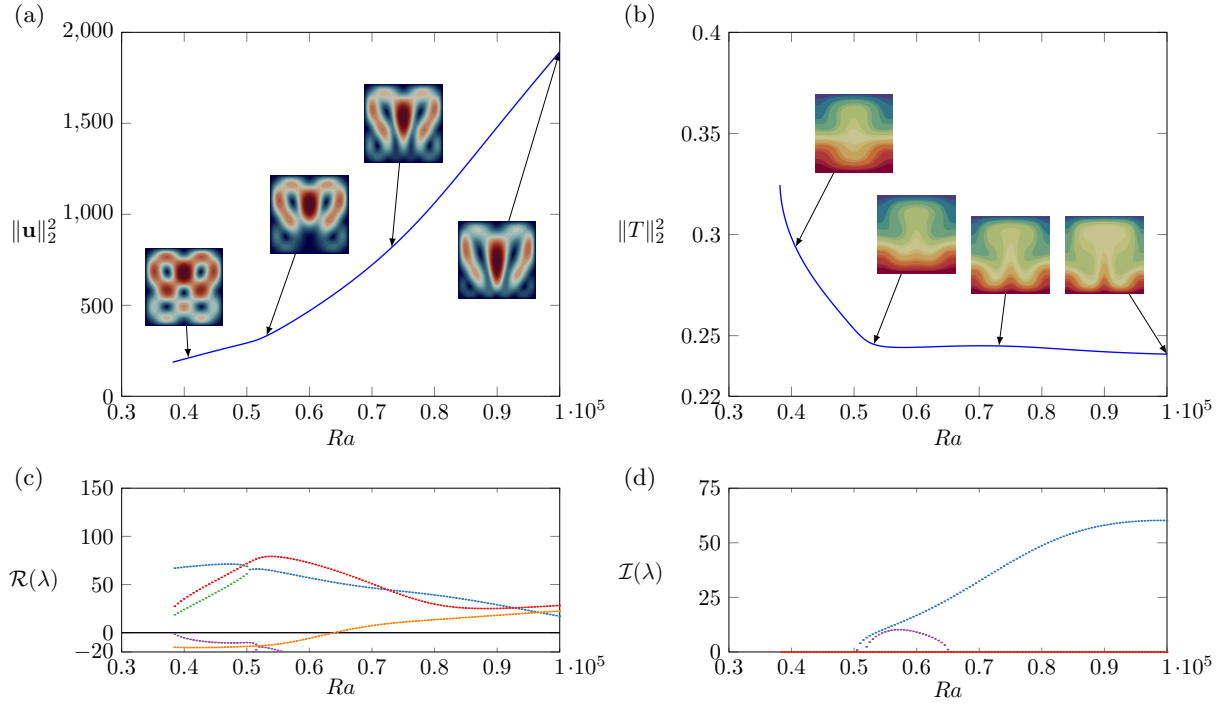 (a)
2,000
1,500
1,000
500
0
‖u‖₂²
0.3 0.4 0.5 0.6 0.7 0.8 0.9 1 ·10⁵
Ra
(b)
0.4
0.35
0.3
0.25
0.22
‖T‖₂²
0.3 0.4 0.5 0.6 0.7 0.8 0.9 1 ·10⁵
Ra
(c)
150
100
50
0
−20
R(λ)
0.3 0.4 0.5 0.6 0.7 0.8 0.9 1 ·10⁵
Ra
(d)
75
50
25
0
I(λ)
0.3 0.4 0.5 0.6 0.7 0.8 0.9 1 ·10⁵
Ra